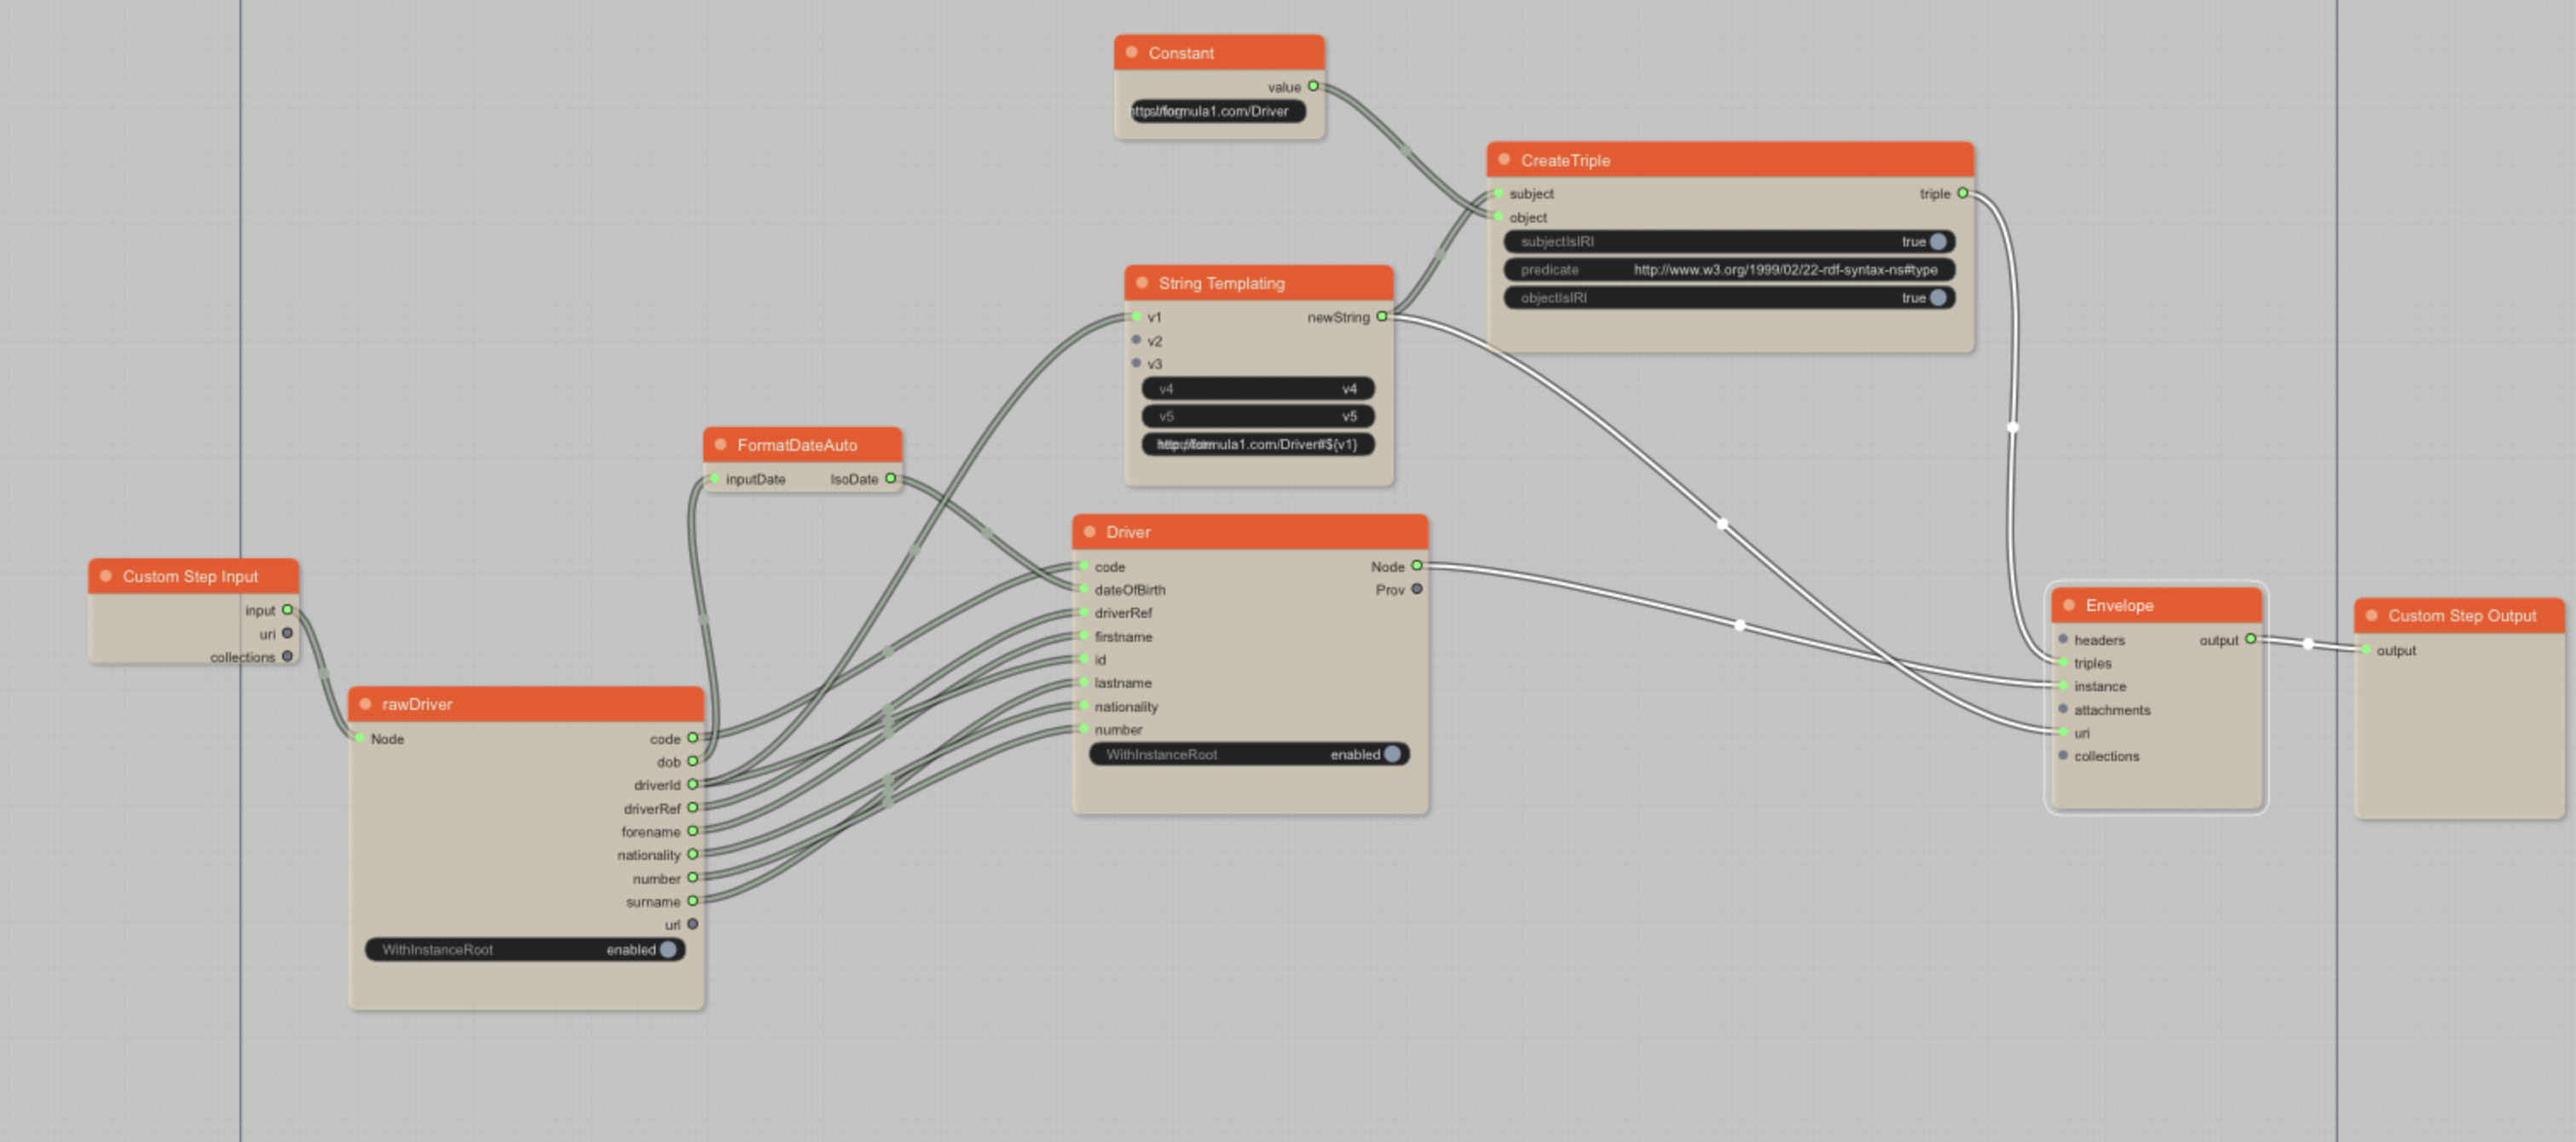 Constant
value
formula1.com/Driver
CreateTriple
subject triple
object
subjectIsIRI true
predicate http://www.w3.org/1999/02/22-rdf-syntax-ns#type
objectIsIRI true
String Templating
v1 newString
v2
v3
v4 v4
v5 v5
formula1.com/Driver#${v1}
FormatDateAuto
inputDate IsoDate
Driver
code Node
dateOfBirth Prov
driverRef
firstname
id
lastname
nationality
number
WithInstanceRoot enabled
Custom Step Input
input
uri
collections
rawDriver
Node code
dob
driverId
driverRef
forename
nationality
number
surname
url
WithInstanceRoot enabled
Envelope
headers output
triples
instance
attachments
uri
collections
Custom Step Output
output